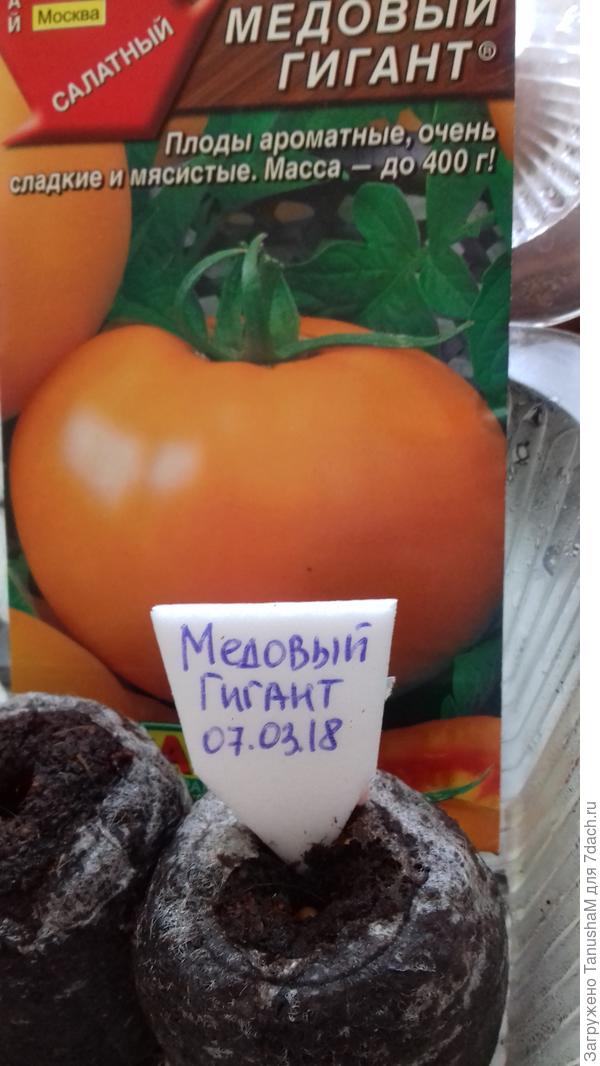 АЙ
Москва
САЛАТНЫЙ
МЕДОВЫЙ
ГИГАНТ®
Плоды ароматные, очень
сладкие и мясистые. Масса — до 400 г!
Медовый
Гигант
07.03.18
Загружено TanushaM для 7dach.ru